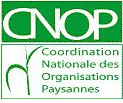 CNOP
Coordination
Nationale des
Organisations
Paysannes